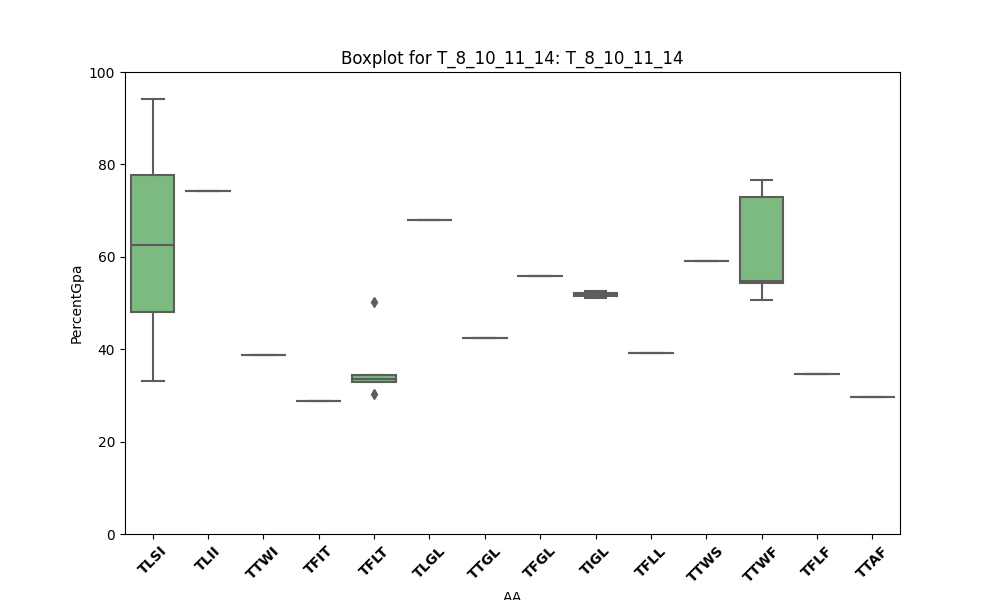 Boxplot for T_8_10_11_14: T_8_10_11_14
100
80
60
40
20
0
PercentGpa
TLSI TLII TTWI TFIT TFLT TLGL TTGL TFGL TIGL TFLL TTWS TTWF TFLF TTAF
AA